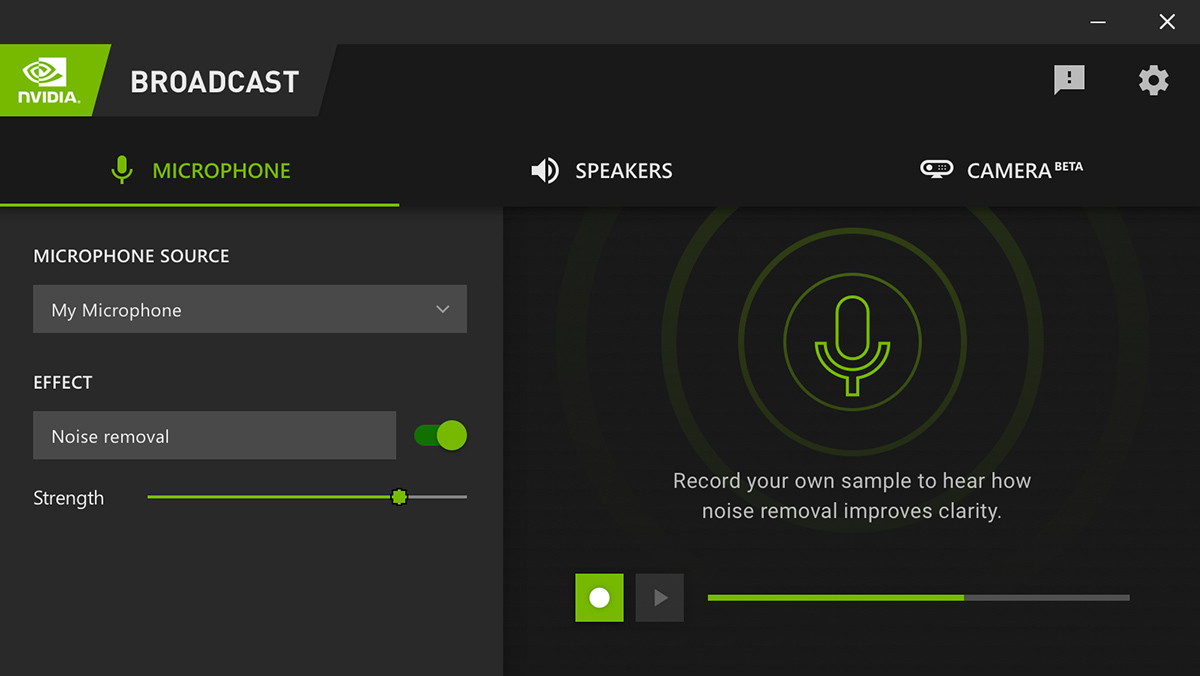 NVIDIA.
BROADCAST
MICROPHONE
SPEAKERS
CAMERA BETA
MICROPHONE SOURCE
My Microphone
EFFECT
Noise removal
Strength
Record your own sample to hear how
noise removal improves clarity.